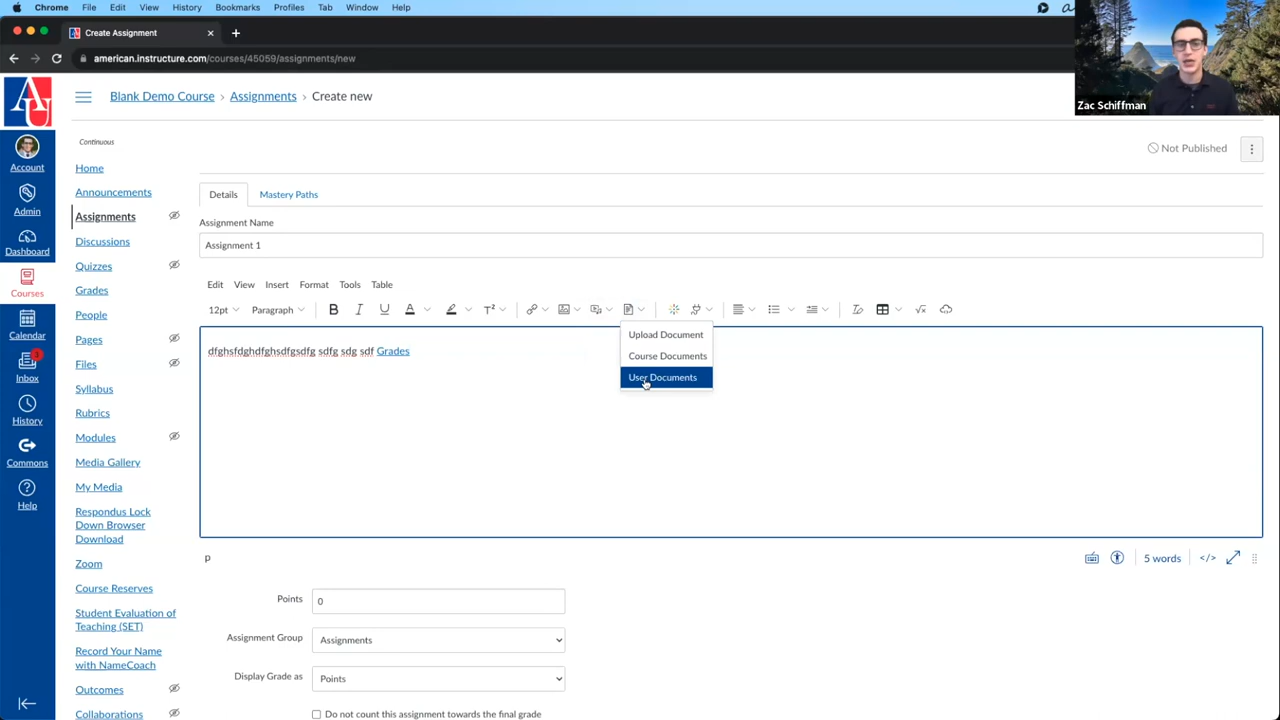 Chrome File Edit View History Bookmarks Profiles Tab Window Help
Create Assignment
american.instructure.com/courses/45059/assignments/new
Zac Schiffman
AU
Blank Demo Course › Assignments › Create new
Continuous
Not Published
Account
Admin
Dashboard
Courses
Calendar
3
Inbox
History
Commons
Help
Home
Announcements
Assignments
Discussions
Quizzes
Grades
People
Pages
Files
Syllabus
Rubrics
Modules
Media Gallery
My Media
Respondus Lock
Down Browser
Download
Zoom
Course Reserves
Student Evaluation of
Teaching (SET)
Record Your Name
with NameCoach
Outcomes
Collaborations
Details Mastery Paths
Assignment Name
Assignment 1
Edit View Insert Format Tools Table
12pt Paragraph B I U A T²
Upload Document
Course Documents
User Documents
dfghsfdghdfghsdfgsdfg sdfg sdg sdf Grades
p
5 words </>
Points 0
Assignment Group Assignments
Display Grade as Points
Do not count this assignment towards the final grade